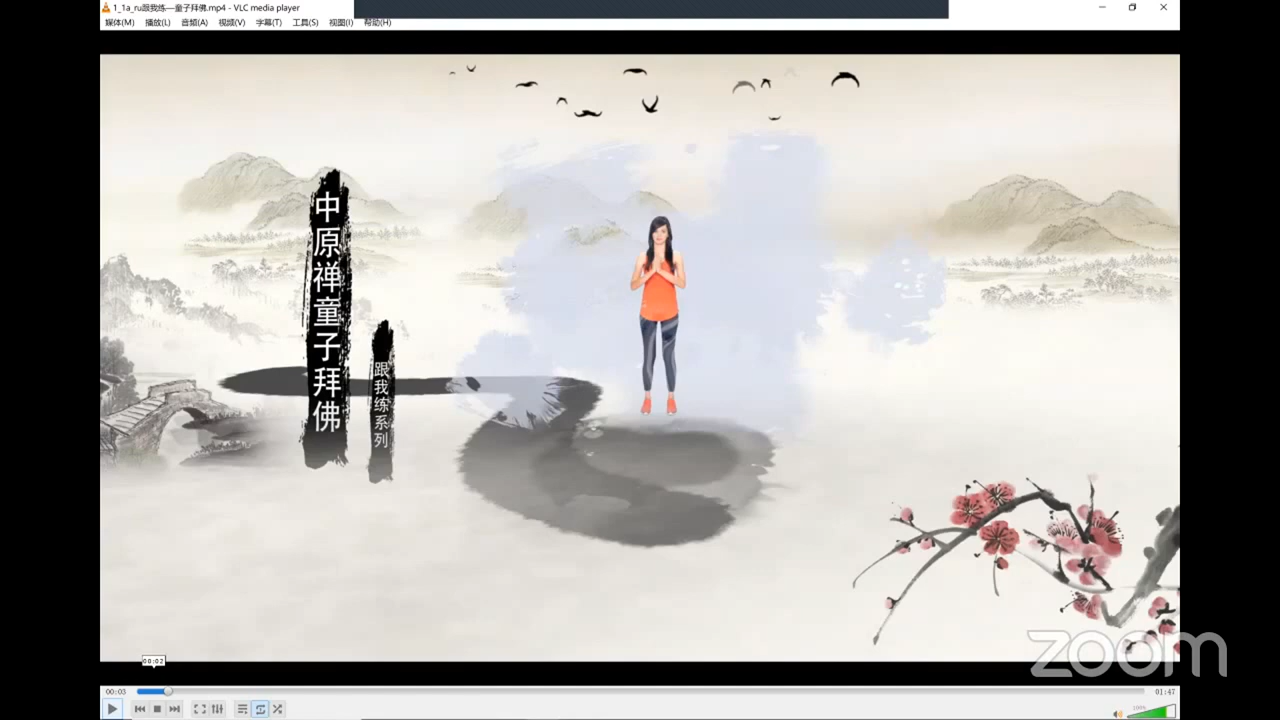 1_1a_ru跟我练—童子拜佛.mp4 - VLC media player
媒体(M) 播放(L) 音频(A) 视频(V) 字幕(T) 工具(S) 视图(I) 帮助(H)
中原禅童子拜佛
跟我练系列
zoom
00:02
00:03
01:47
100%